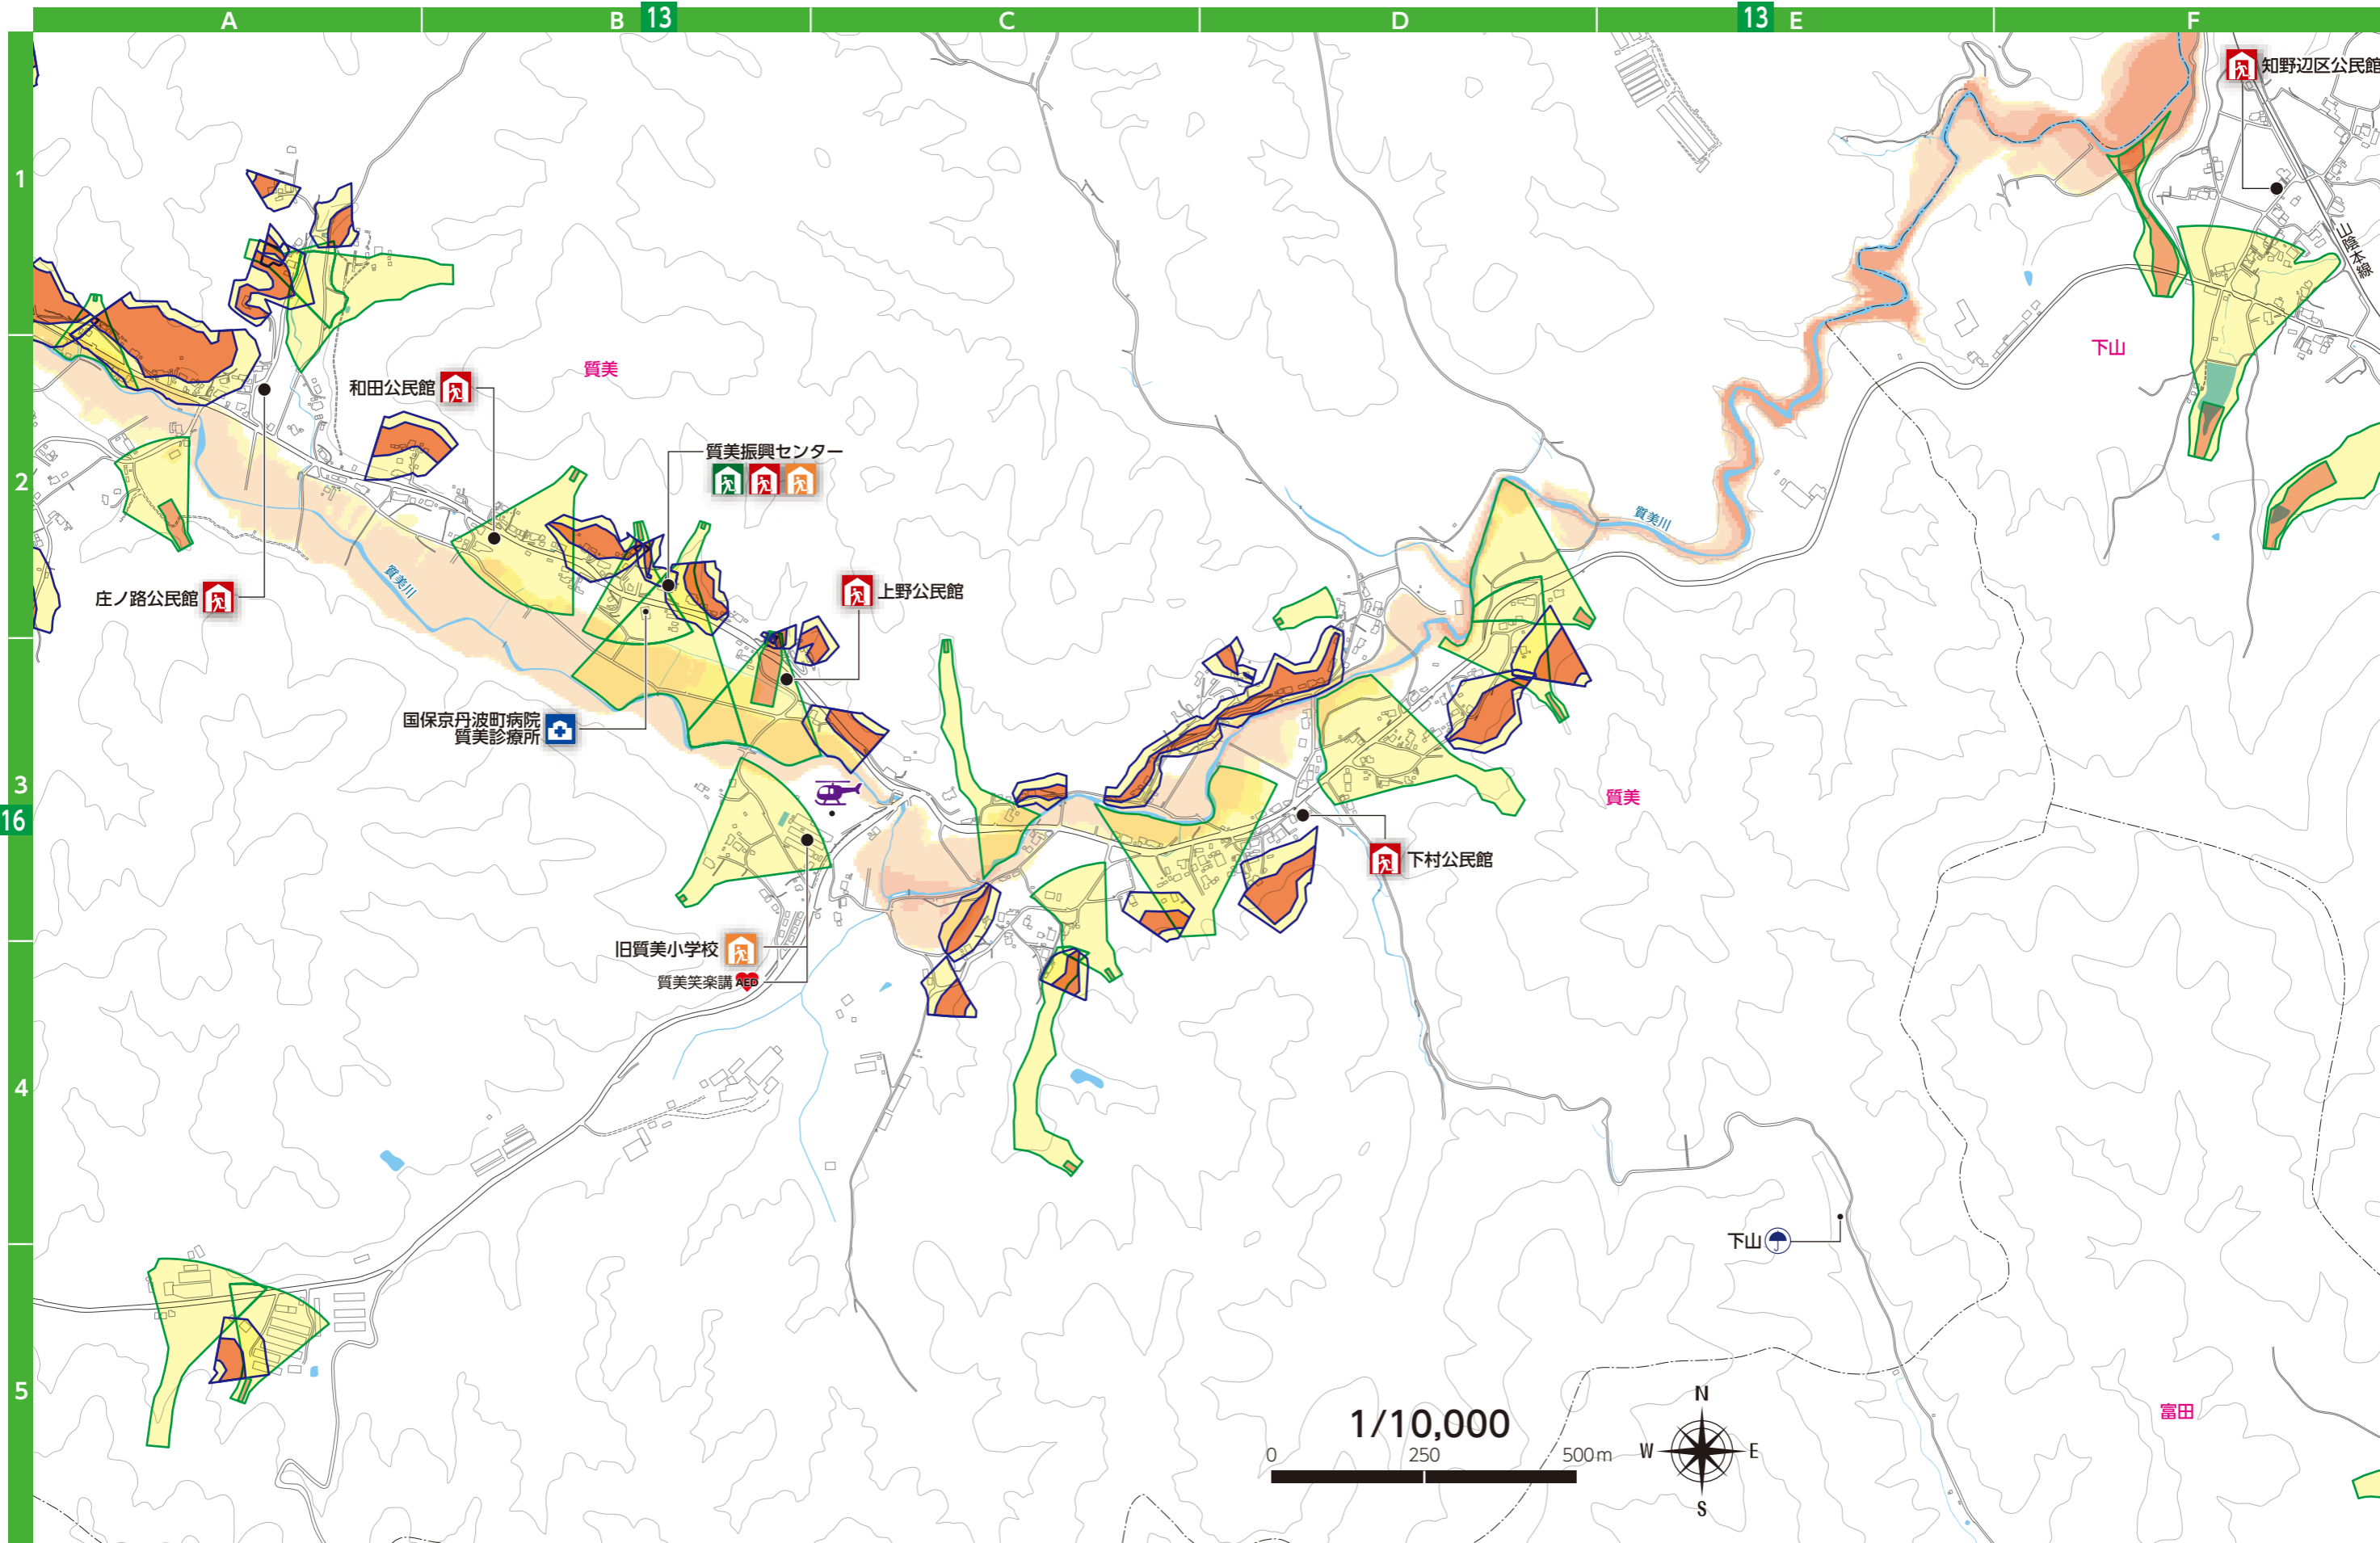 A
B
13
C
D
13
E
F
1
2
3
16
4
5
知野辺区公民館
山陰本線
下山
質美
和田公民館
質美振興センター
質美川
庄ノ路公民館
質美川
上野公民館
国保京丹波町病院
質美診療所
質美
下村公民館
旧質美小学校
質美笑楽講 AED
下山
富田
1/10,000
0 250 500m
N
W E
S